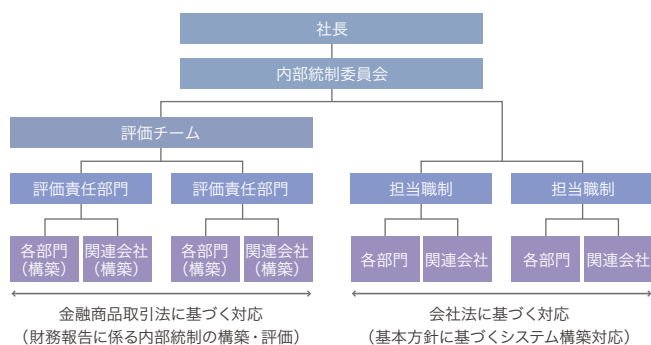 社長
内部統制委員会
評価チーム
評価責任部門
評価責任部門
担当職制
担当職制
各部門
（構築）
関連会社
（構築）
各部門
（構築）
関連会社
（構築）
各部門
関連会社
各部門
関連会社
金融商品取引法に基づく対応
（財務報告に係る内部統制の構築・評価）
会社法に基づく対応
（基本方針に基づくシステム構築対応）